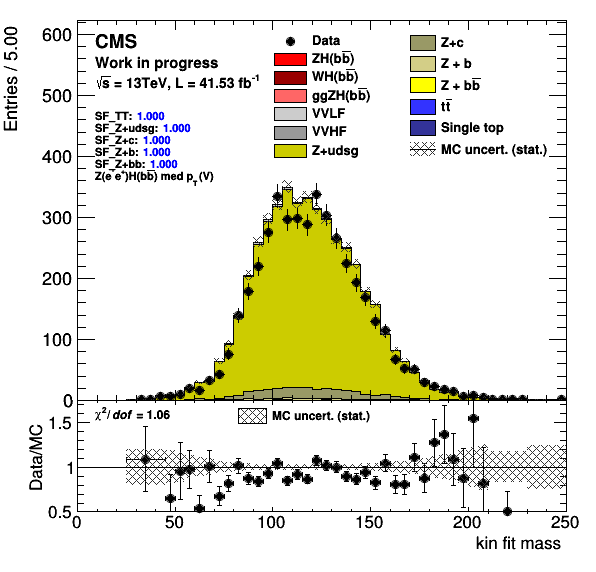 CMS
Work in progress
√s = 13TeV, L = 41.53 fb⁻¹
SF_TT: 1.000
SF_Z+udsg: 1.000
SF_Z+c: 1.000
SF_Z+b: 1.000
SF_Z+bb: 1.000
Z(e⁻e⁺)H(bb̅) med p_T(V)
Data
ZH(bb̅)
WH(bb̅)
ggZH(bb̅)
VVLF
VVHF
Z+udsg
Z+c
Z + b
Z + bb̅
tt̅
Single top
MC uncert. (stat.)
Entries / 5.00
600
500
400
300
200
100
0
χ²/dof = 1.06
MC uncert. (stat.)
Data/MC
1.5
1
0.5
0
50
100
150
200
250
kin fit mass